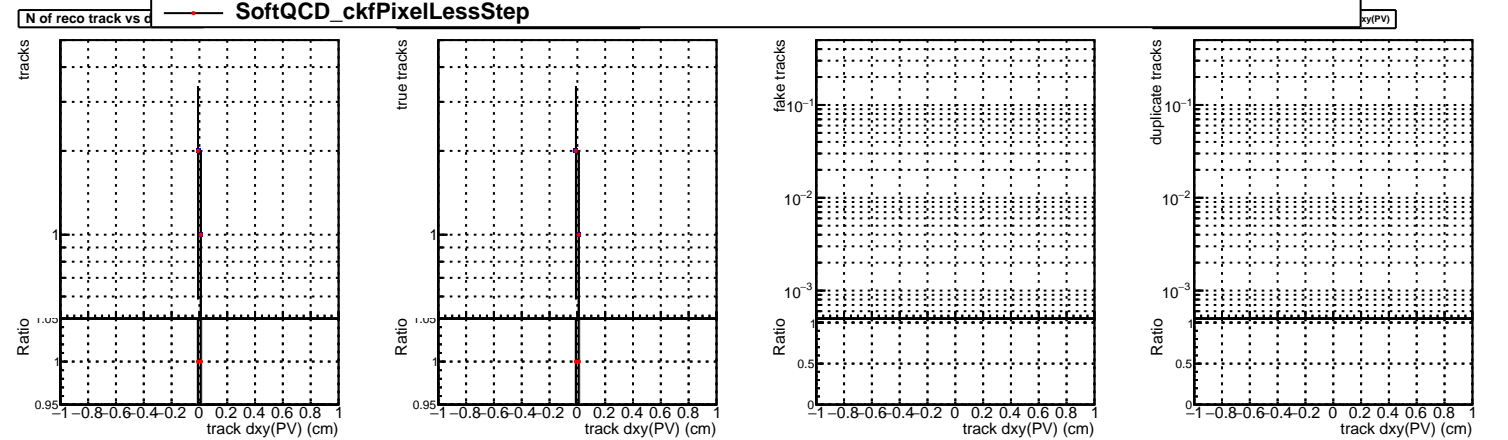 SoftQCD_ckfPixelLessStep
N of reco track vs d
xy(PV)
tracks
1
Ratio
1.05
1
0.95
−1 −0.8 −0.6 −0.4 −0.2 0 0.2 0.4 0.6 0.8 1
track dxy(PV) (cm)
true tracks
1
Ratio
1.05
1
0.95
−1 −0.8 −0.6 −0.4 −0.2 0 0.2 0.4 0.6 0.8 1
track dxy(PV) (cm)
fake tracks
10−1
10−2
10−3
Ratio
1
0.5
0
−1 −0.8 −0.6 −0.4 −0.2 0 0.2 0.4 0.6 0.8 1
track dxy(PV) (cm)
duplicate tracks
10−1
10−2
10−3
Ratio
1
0.5
0
−1 −0.8 −0.6 −0.4 −0.2 0 0.2 0.4 0.6 0.8 1
track dxy(PV) (cm)